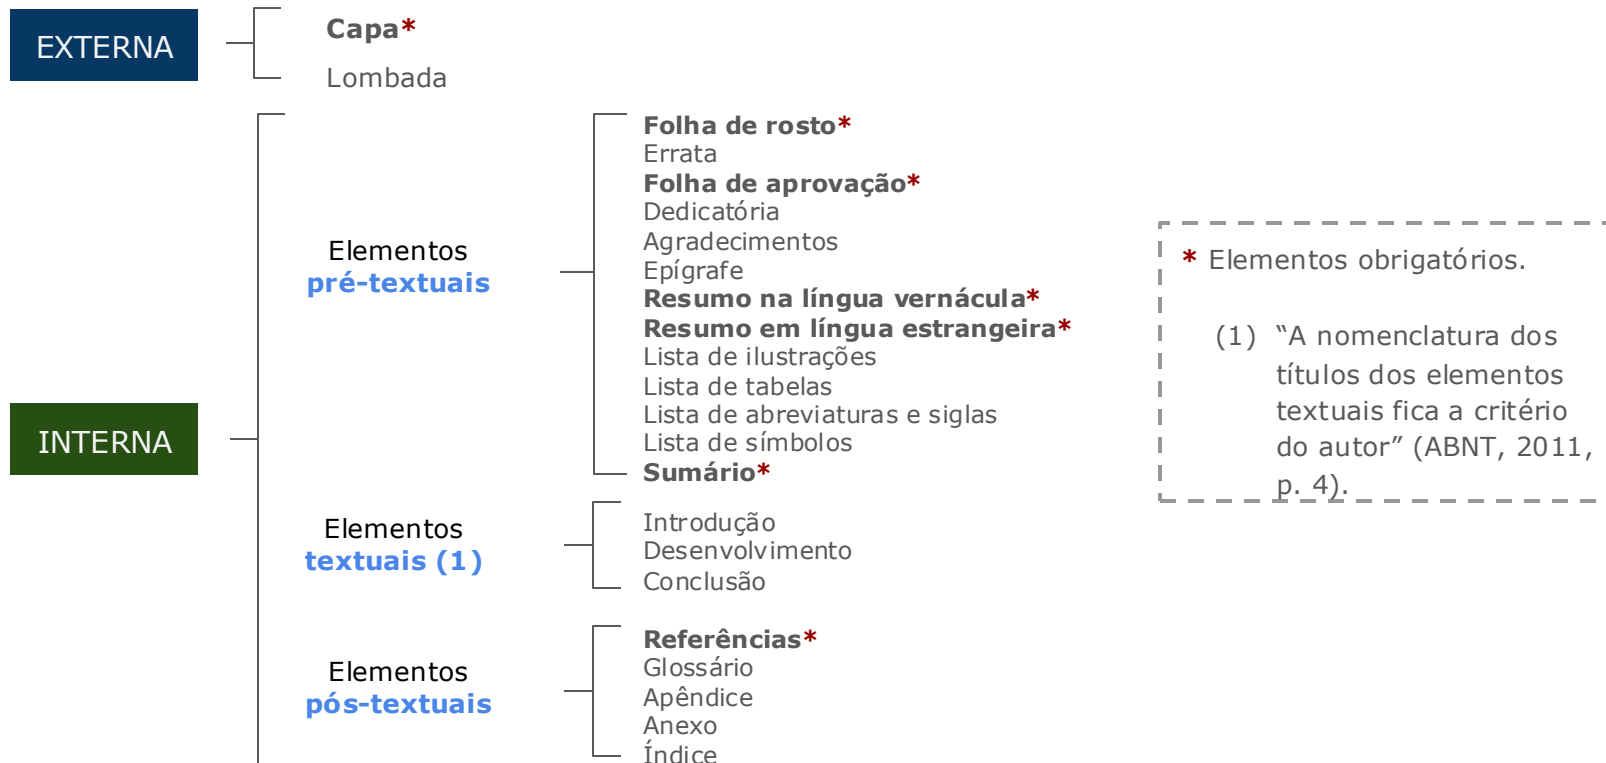 EXTERNA
Capa*
Lombada
INTERNA
Elementos
pré-textuais
Folha de rosto*
Errata
Folha de aprovação*
Dedicatória
Agradecimentos
Epígrafe
Resumo na língua vernácula*
Resumo em língua estrangeira*
Lista de ilustrações
Lista de tabelas
Lista de abreviaturas e siglas
Lista de símbolos
Sumário*
Elementos
textuais (1)
Introdução
Desenvolvimento
Conclusão
Elementos
pós-textuais
Referências*
Glossário
Apêndice
Anexo
Índice
* Elementos obrigatórios.
(1) “A nomenclatura dos
títulos dos elementos
textuais fica a critério
do autor” (ABNT, 2011,
p. 4).